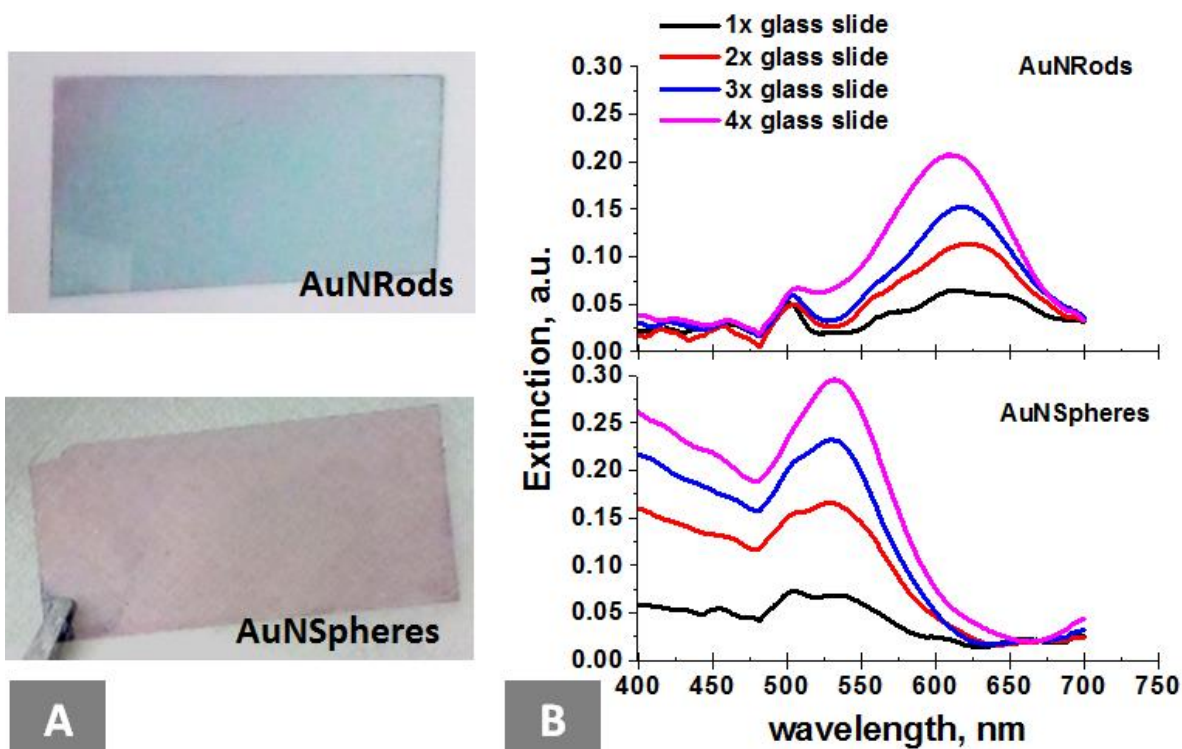 AuNRods
AuNSpheres
A
1x glass slide
2x glass slide
3x glass slide
4x glass slide
AuNRods
0.30
0.25
0.20
0.15
0.10
0.05
0.00
AuNSpheres
0.30
0.25
0.20
0.15
0.10
0.05
0.00
Extinction, a.u.
400 450 500 550 600 650 700 750
wavelength, nm
B